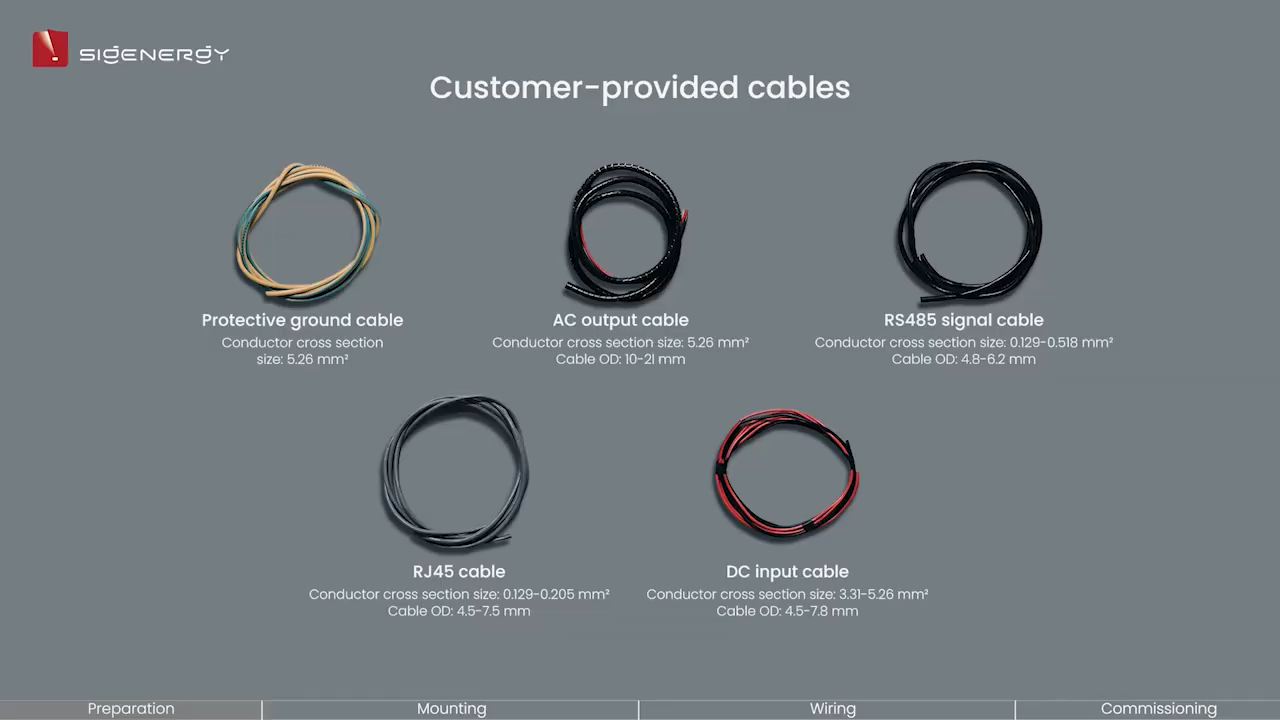 SIGENERGY
Customer-provided cables
Protective ground cable
Conductor cross section
size: 5.26 mm²
AC output cable
Conductor cross section size: 5.26 mm²
Cable OD: 10-21 mm
RS485 signal cable
Conductor cross section size: 0.129-0.518 mm²
Cable OD: 4.8-6.2 mm
RJ45 cable
Conductor cross section size: 0.129-0.205 mm²
Cable OD: 4.5-7.5 mm
DC input cable
Conductor cross section size: 3.31-5.26 mm²
Cable OD: 4.5-7.8 mm
Preparation
Mounting
Wiring
Commissioning